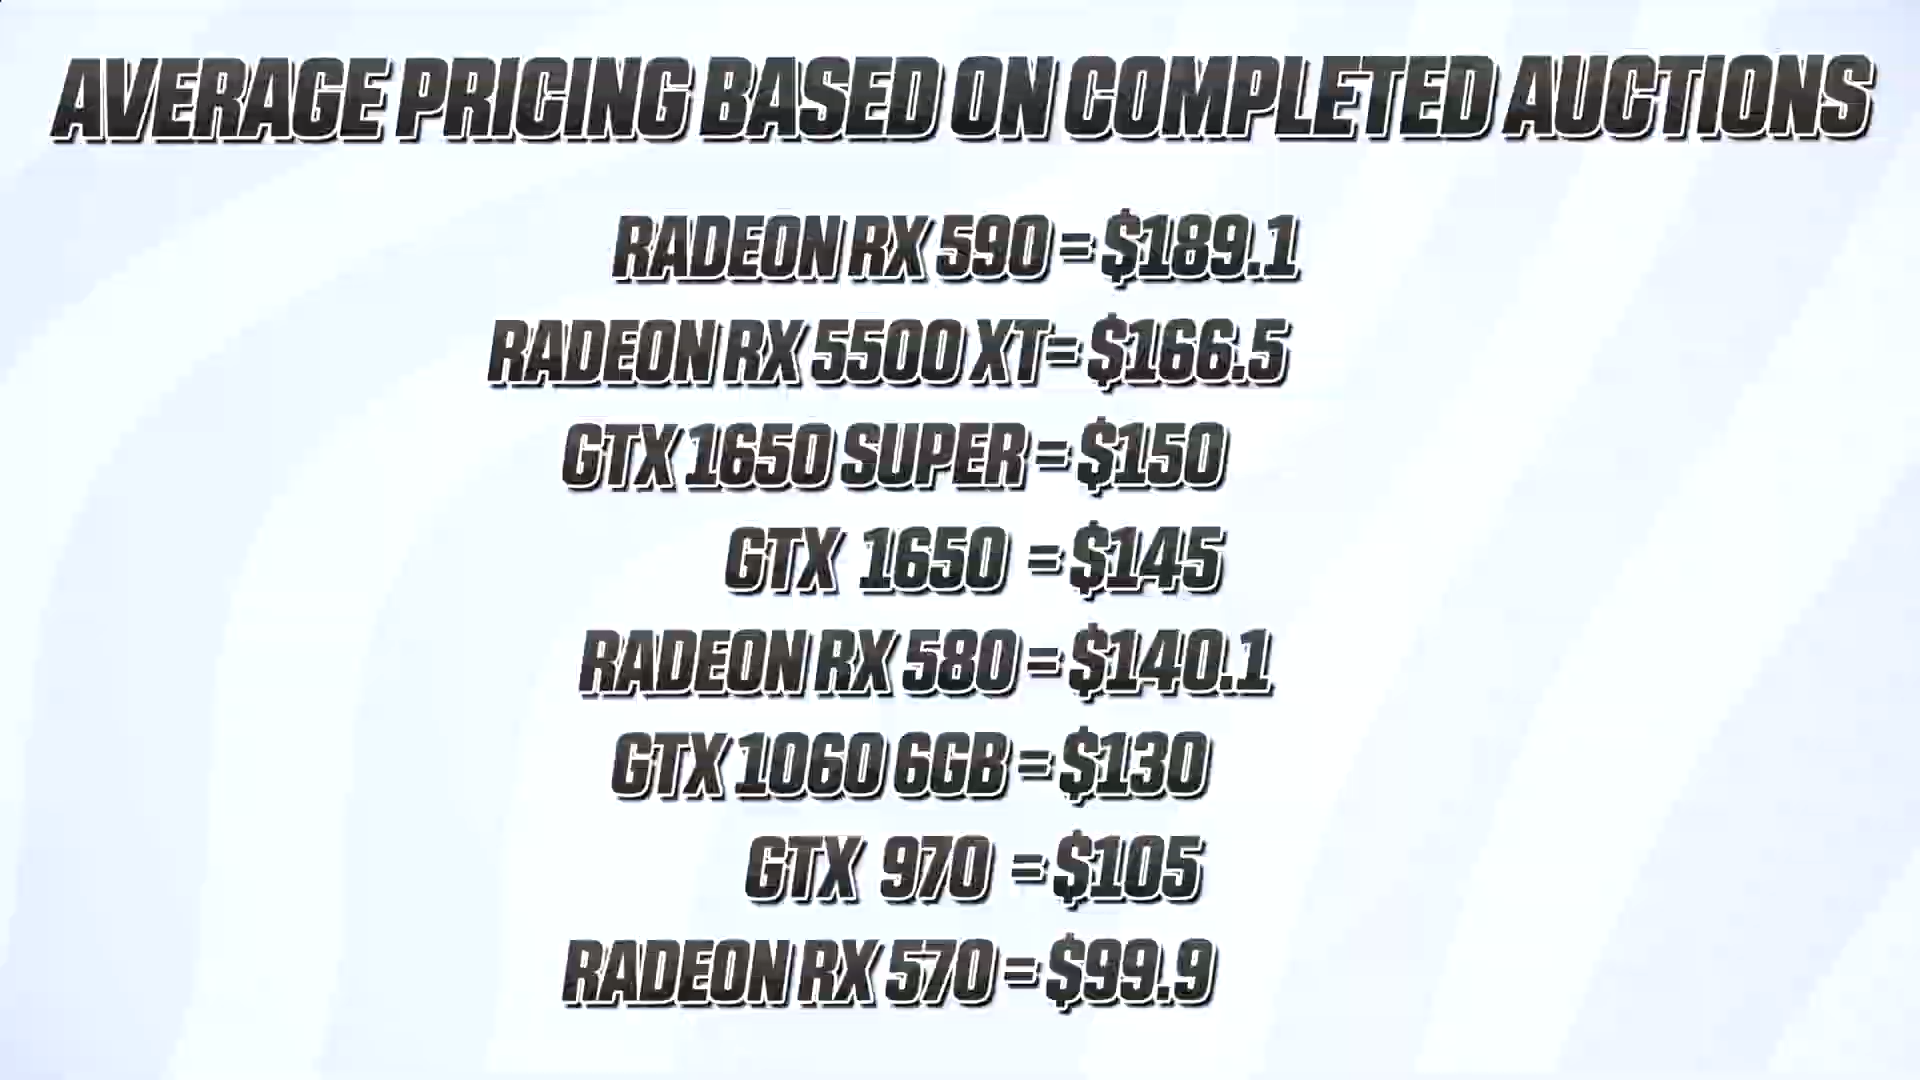 AVERAGE PRICING BASED ON COMPLETED AUCTIONS
RADEON RX 590 = $189.1
RADEON RX 5500 XT= $166.5
GTX 1650 SUPER = $150
GTX 1650 = $145
RADEON RX 580 = $140.1
GTX 1060 6GB = $130
GTX 970 = $105
RADEON RX 570 = $99.9